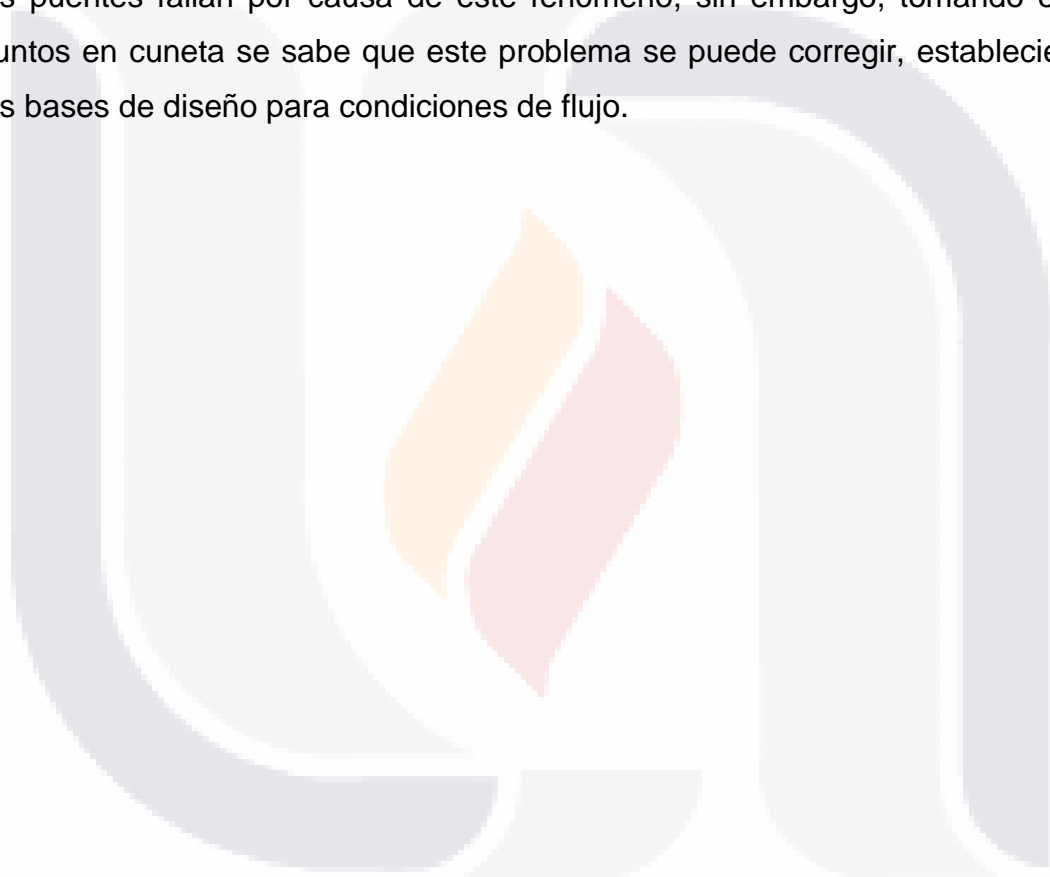 s puentes fallan por causa de este fenómeno, sin embargo, tomando
untos en cuneta se sabe que este problema se puede corregir, establecie
s bases de diseño para condiciones de flujo.